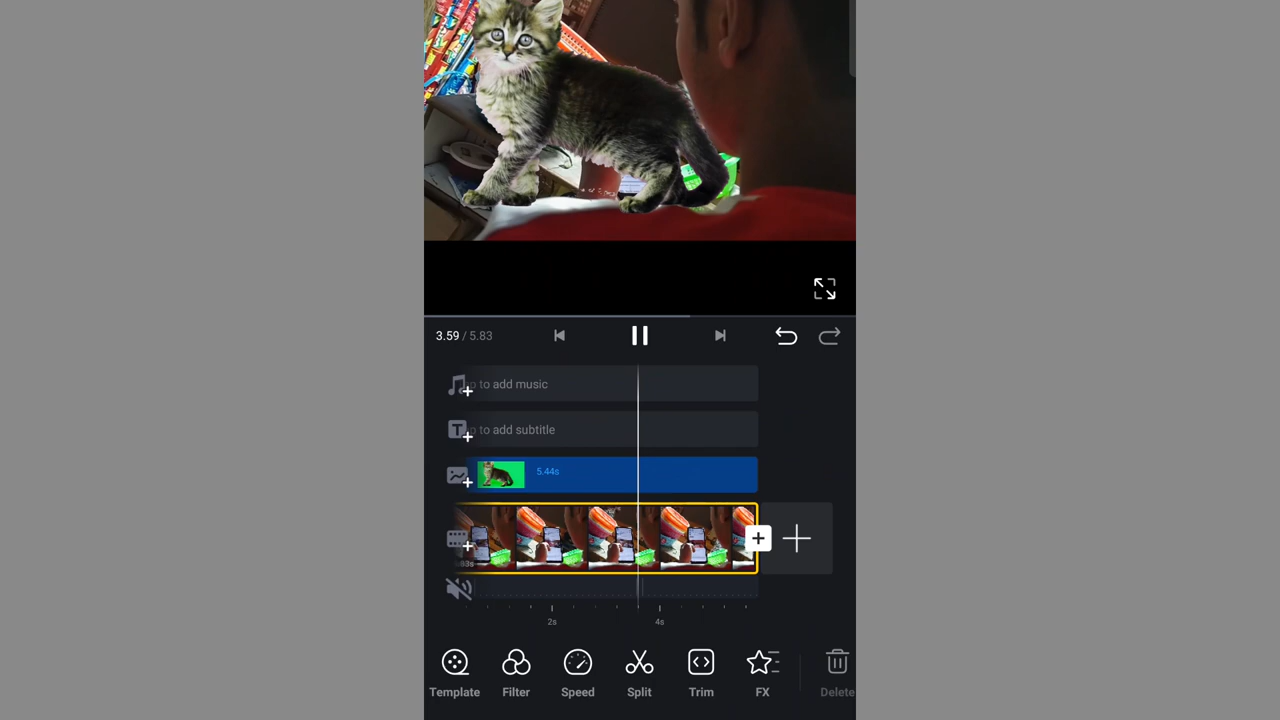 3.59 / 5.83
p to add music
p to add subtitle
5.44s
2s 4s
Template Filter Speed Split Trim FX Delete